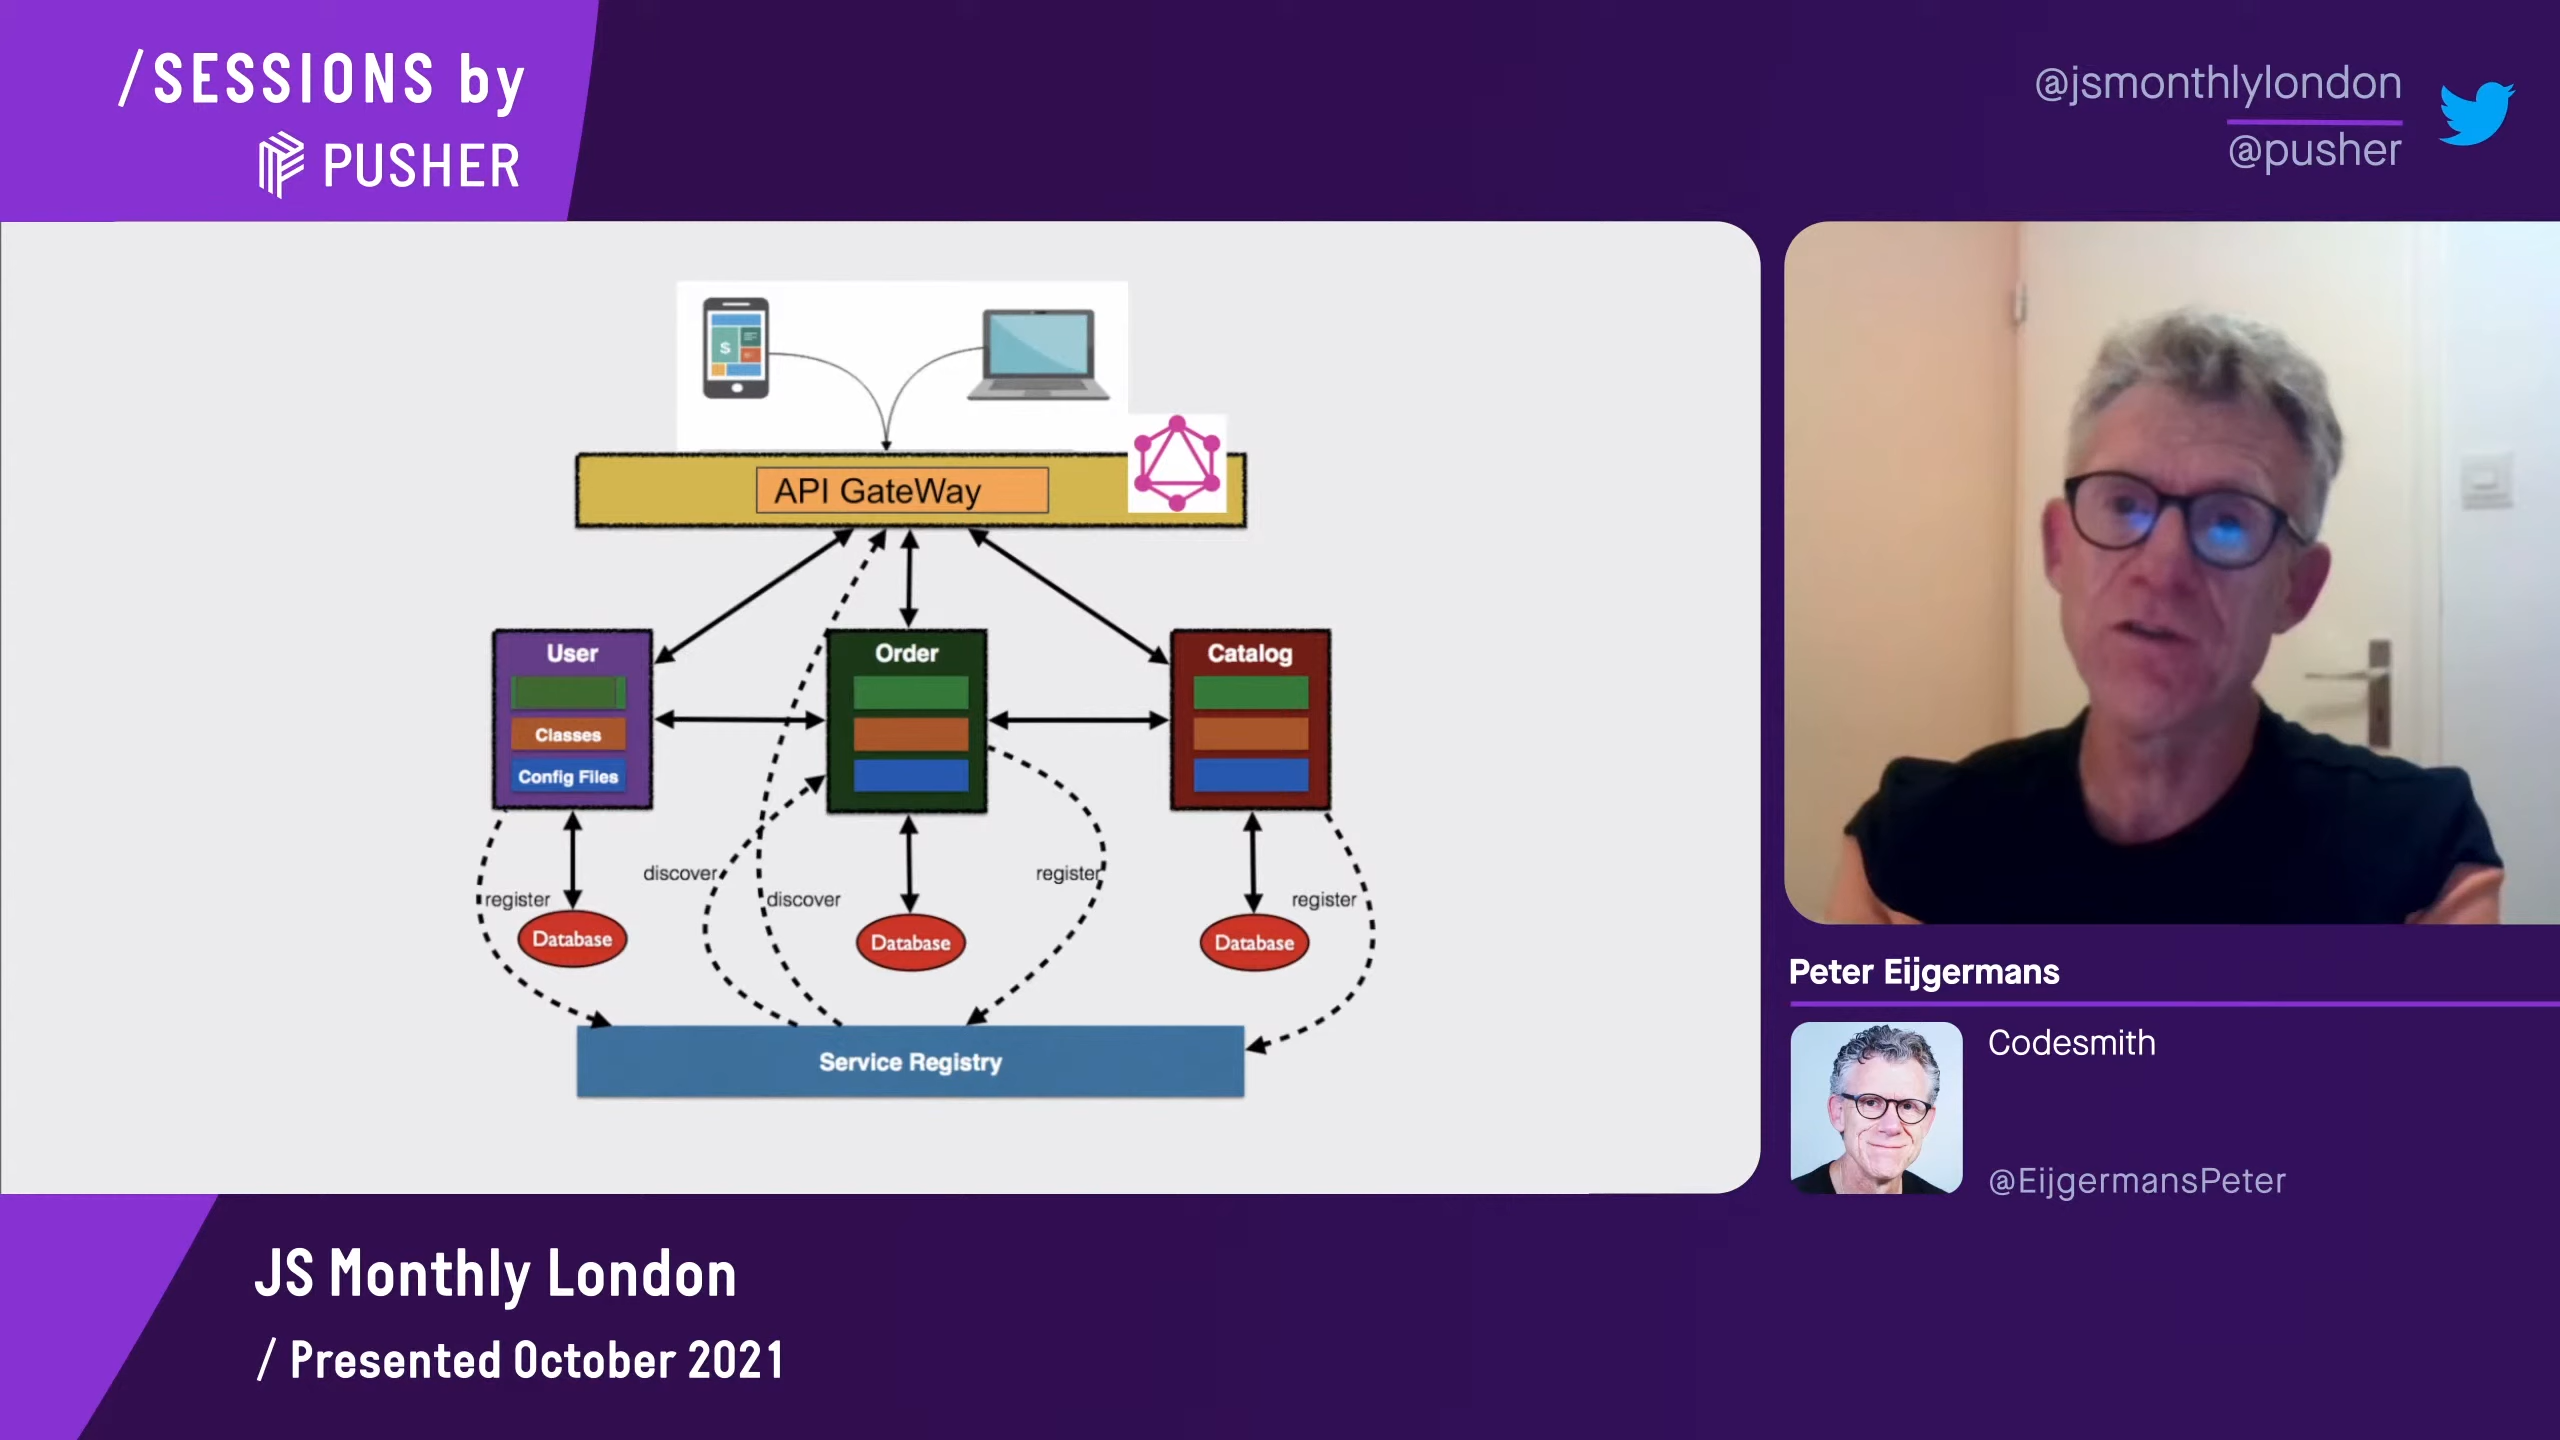 /SESSIONS by
PUSHER
@jsmonthlylondon
@pusher
$
API GateWay
User
Classes
Config Files
Order
Catalog
register
discover
discover
register
register
Database
Database
Database
Service Registry
Peter Eijgermans
Codesmith
@EijgermansPeter
JS Monthly London
/ Presented October 2021